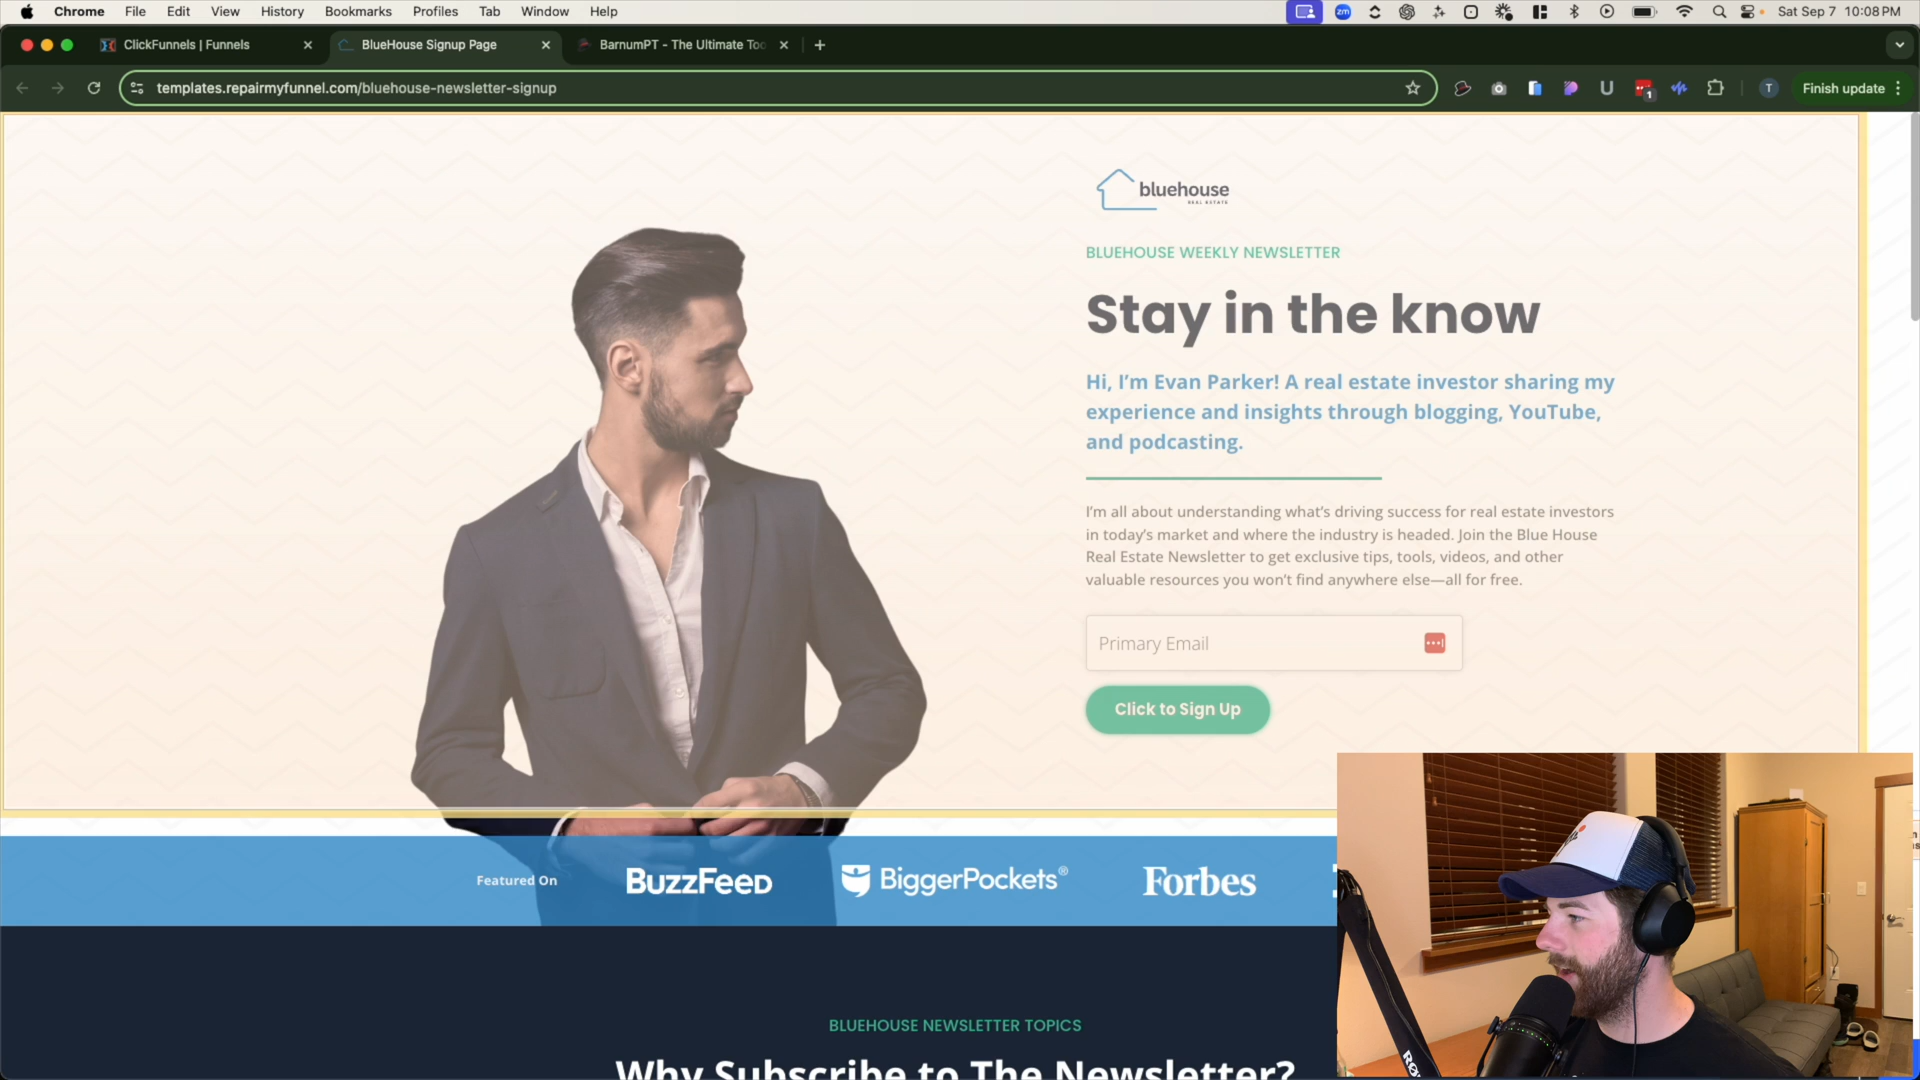 Chrome File Edit View History Bookmarks Profiles Tab Window Help
zm
Sat Sep 7 10:08 PM
ClickFunnels | Funnels
BlueHouse Signup Page
BarnumPT - The Ultimate Too
templates.repairmyfunnel.com/bluehouse-newsletter-signup
U
1
T
Finish update
bluehouse
REAL ESTATE
BLUEHOUSE WEEKLY NEWSLETTER
Stay in the know
Hi, I’m Evan Parker! A real estate investor sharing my
experience and insights through blogging, YouTube,
and podcasting.
I’m all about understanding what’s driving success for real estate investors
in today’s market and where the industry is headed. Join the Blue House
Real Estate Newsletter to get exclusive tips, tools, videos, and other
valuable resources you won’t find anywhere else—all for free.
Primary Email
Click to Sign Up
Featured On
BuzzFeed
BiggerPockets®
Forbes
BLUEHOUSE NEWSLETTER TOPICS
Why Subscribe to The Newsletter?